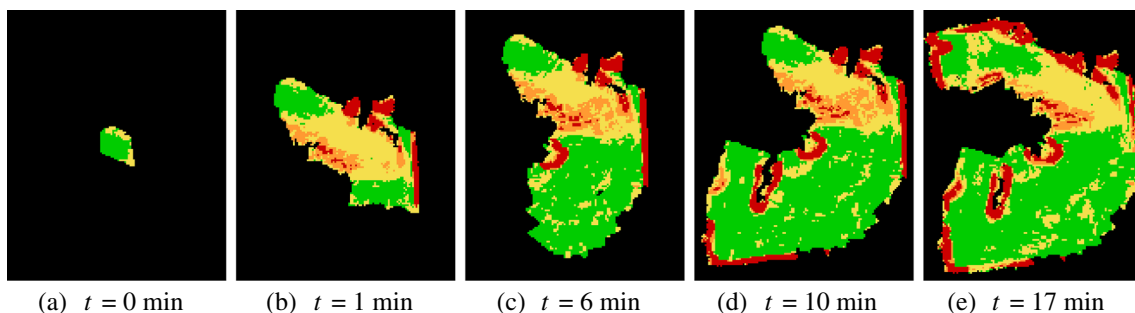 (a) t = 0 min (b) t = 1 min (c) t = 6 min (d) t = 10 min (e) t = 17 min